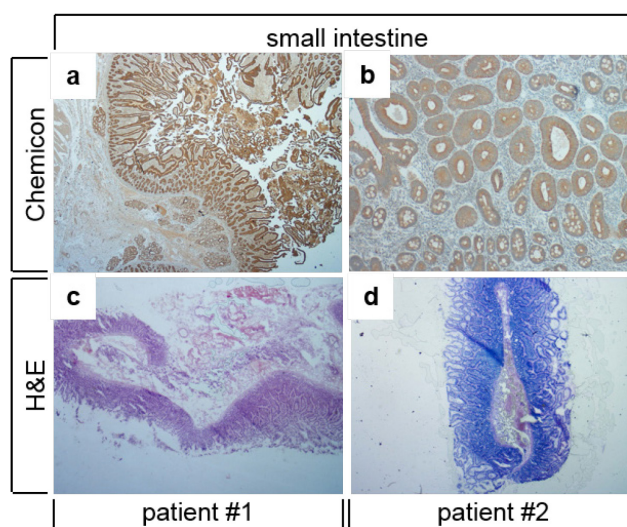 small intestine
Chemicon
a
b
H&E
c
d
patient #1
patient #2